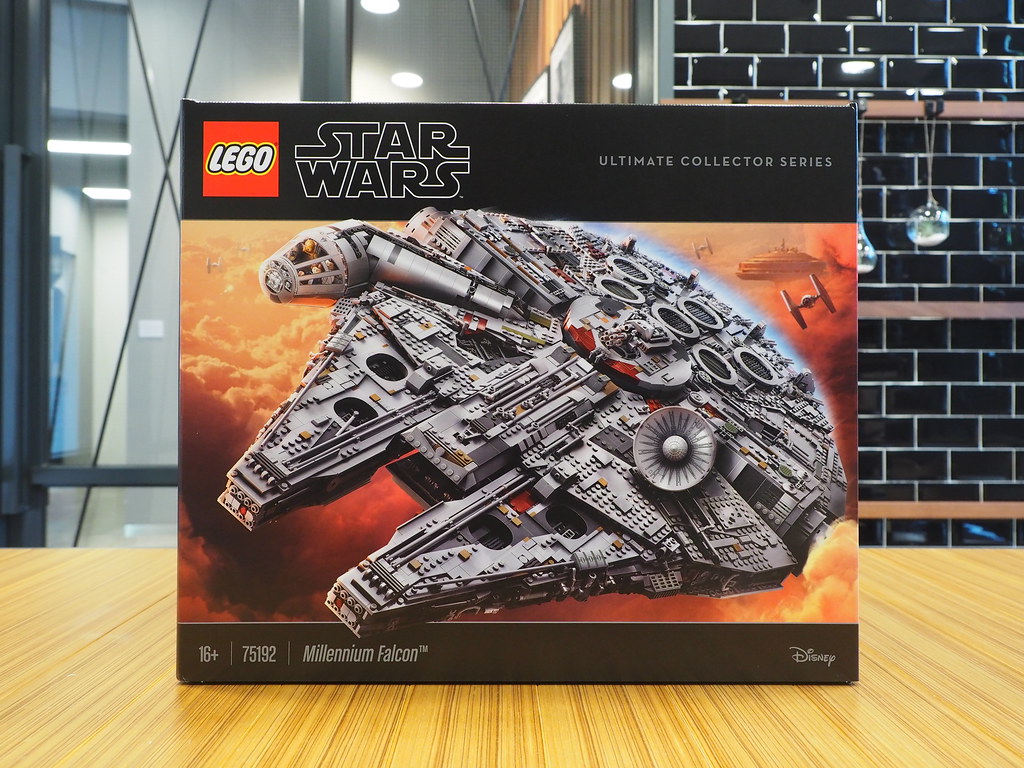 LEGO
STAR WARS
ULTIMATE COLLECTOR SERIES
16+ 75192 Millennium Falcon™
Disney